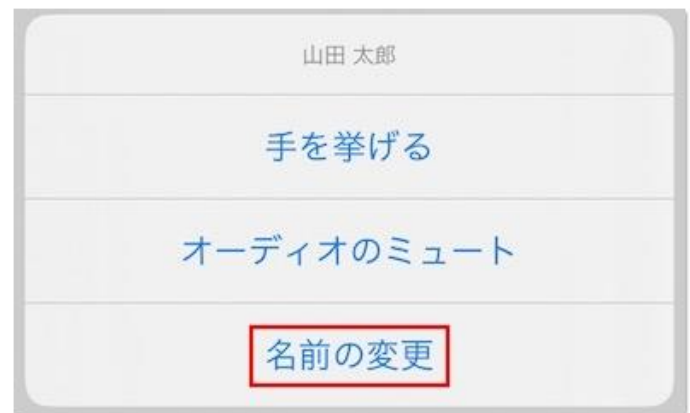 山田 太郎
手を挙げる
オーディオのミュート
名前の変更